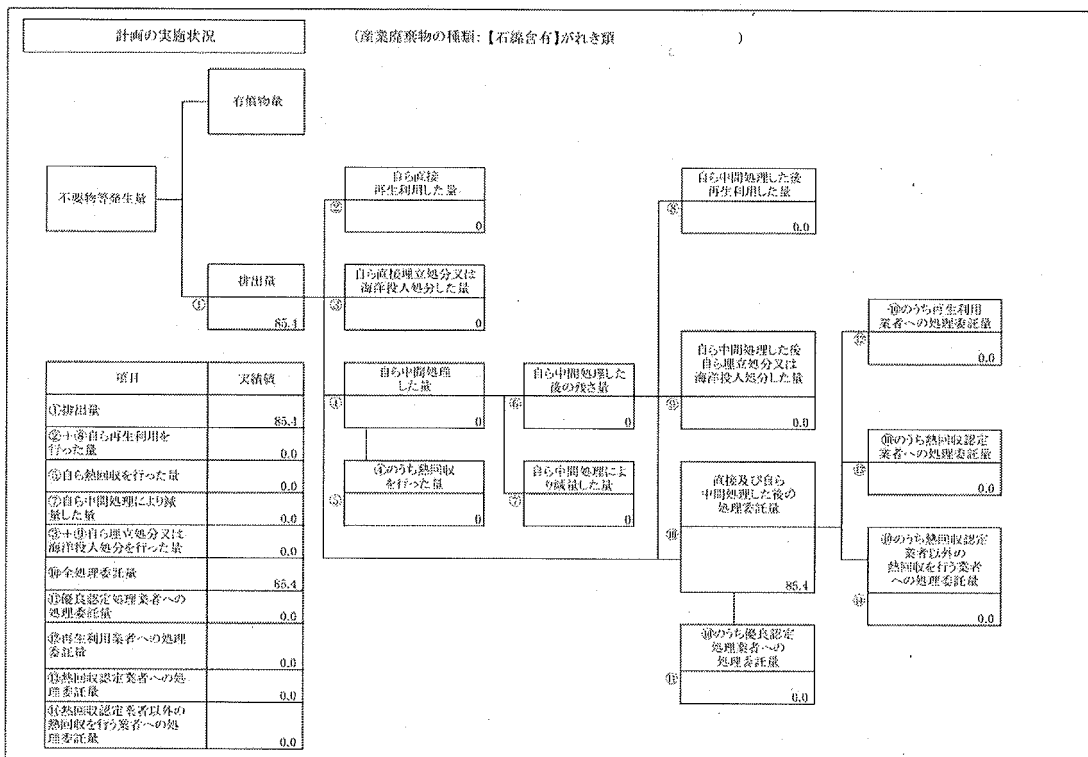 計画の実施状況
(産業廃棄物の種類:【石綿含有】がれき類 )
有償物量
不要物等発生量
排出量
①
85.4
自ら直接
再生利用した量
②
0
自ら直接埋立処分又は
海洋投入処分した量
③
0
自ら中間処理
した量
④
0
④のうち熱回収
を行った量
⑤
0
自ら中間処理した
後の残さ量
⑥
0
自ら中間処理によ
り減量した量
⑦
0
自ら中間処理した後
再生利用した量
⑧
0.0
自ら中間処理した後
自ら埋立処分又は
海洋投入処分した量
⑨
0.0
直接及び自ら
中間処理した後の
処理委託量
⑩
85.4
⑩のうち優良認定
処理業者への
処理委託量
⑪
0.0
⑩のうち再生利用
業者への処理委託量
⑫
0.0
⑩のうち熱回収認定
業者への処理委託量
⑬
0.0
⑩のうち熱回収認定
業者以外の
熱回収を行う業者
への処理委託量
⑭
0.0
項目 実績値
①排出量 85.4
②+⑧自ら再生利用を
行った量 0.0
⑤自ら熱回収を行った量 0.0
⑦自ら中間処理により減
量した量 0.0
③+⑨自ら埋立処分又は
海洋投入処分を行った量 0.0
⑩全処理委託量 85.4
⑪優良認定処理業者への
処理委託量 0.0
⑫再生利用業者への処理
委託量 0.0
⑬熱回収認定業者への処
理委託量 0.0
⑭熱回収認定業者以外の
熱回収を行う業者への処
理委託量 0.0